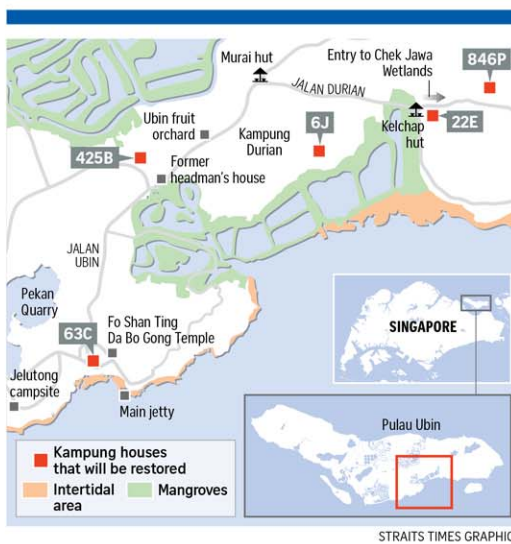 Murai hut
Entry to Chek Jawa
Wetlands
846P
JALAN DURIAN
Ubin fruit
orchard
Kampung
Durian
6J
Kelchap
hut
22E
425B
Former
headman's house
JALAN
UBIN
Pekan
Quarry
63C
Fo Shan Ting
Da Bo Gong Temple
Jelutong
campsite
Main jetty
SINGAPORE
Pulau Ubin
Kampung houses
that will be restored
Intertidal
area
Mangroves
STRAITS TIMES GRAPHIC